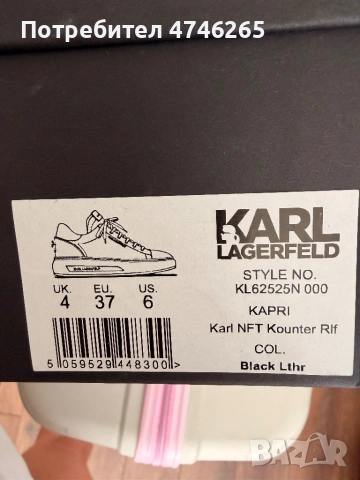 Потребител 4746265
KARL
LAGERFELD
STYLE NO.
KL62525N 000
KAPRI
Karl NFT Kounter Rlf
COL.
Black Lthr
UK. EU. US.
4 37 6
5 059529 448300 >
BAZAR